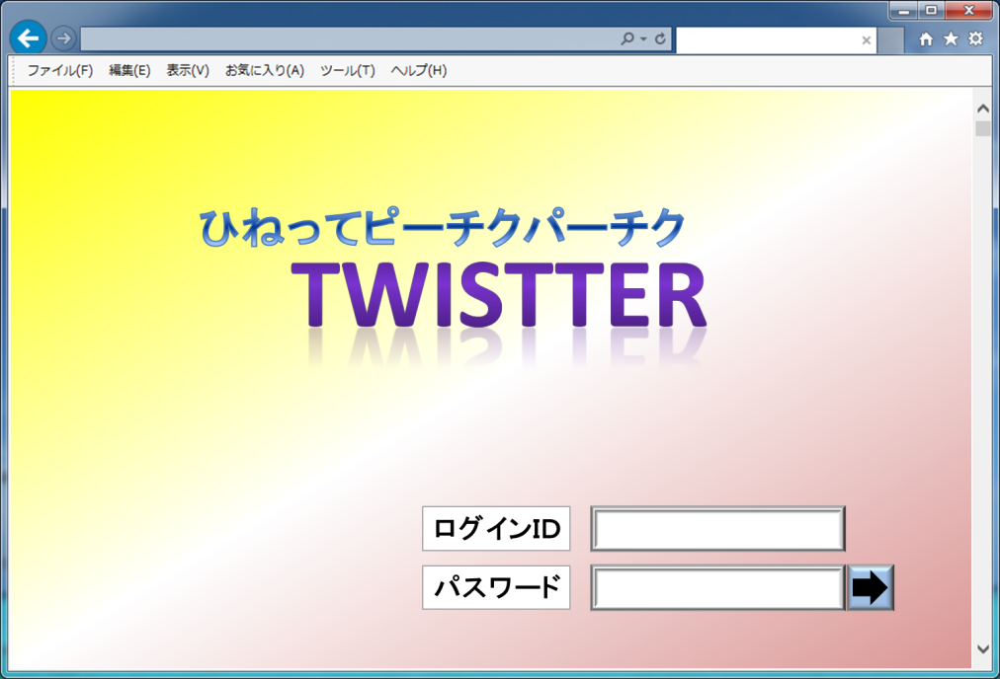 ファイル(F) 編集(E) 表示(V) お気に入り(A) ツール(T) ヘルプ(H)
ひねってピーチクパーチク
TWISTTER
ログインID
パスワード